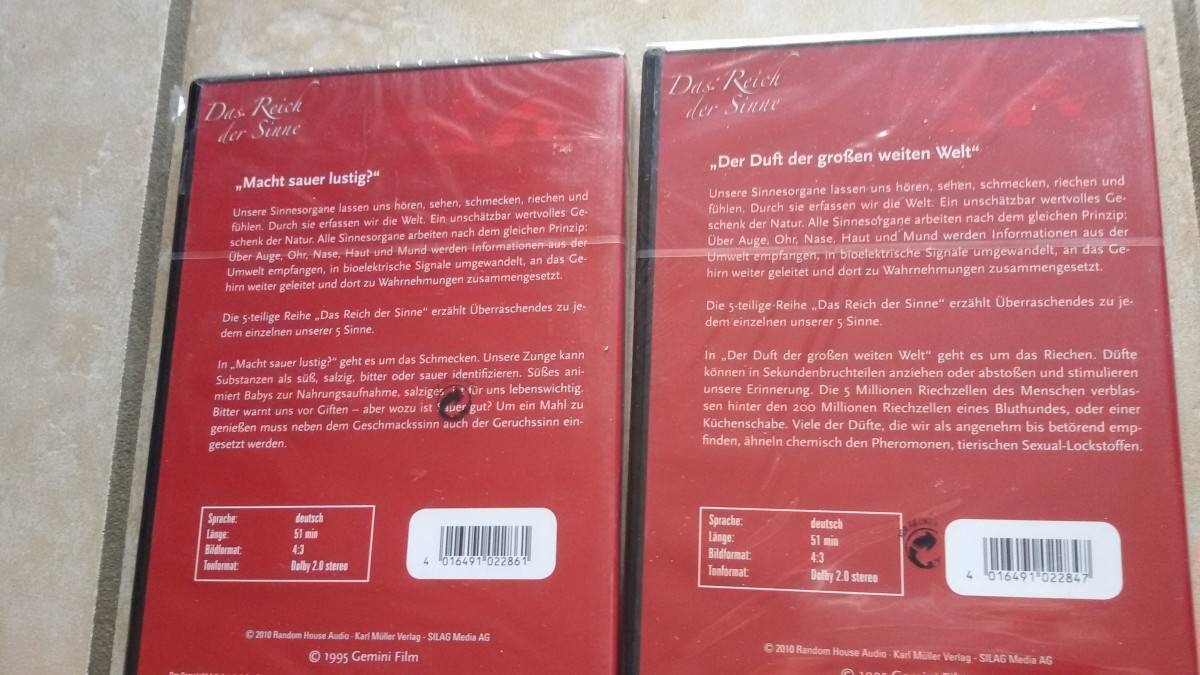 Das Reich
der Sinne
„Macht sauer lustig?“
Unsere Sinnesorgane lassen uns hören, sehen, schmecken, riechen und
fühlen. Durch sie erfassen wir die Welt. Ein unschätzbar wertvolles Ge-
schenk der Natur. Alle Sinnesorgane arbeiten nach dem gleichen Prinzip:
Über Auge, Ohr, Nase, Haut und Mund werden Informationen aus der
Umwelt empfangen, in bioelektrische Signale umgewandelt, an das Ge-
hirn weiter geleitet und dort zu Wahrnehmungen zusammengesetzt.
Die 5-teilige Reihe „Das Reich der Sinne“ erzählt Überraschendes zu je-
dem einzelnen unserer 5 Sinne.
In „Macht sauer lustig?“ geht es um das Schmecken. Unsere Zunge kann
Substanzen als süß, salzig, bitter oder sauer identifizieren. Süßes ani-
miert Babys zur Nahrungsaufnahme, salziges ist für uns lebenswichtig.
Bitter warnt uns vor Giften – aber wozu ist sauer gut? Um ein Mahl zu
genießen muss neben dem Geschmackssinn auch der Geruchssinn ein-
gesetzt werden.
Sprache: deutsch
Länge: 51 min
Bildformat: 4:3
Tonformat: Dolby 2.0 stereo
4 016491 022861
© 2010 Random House Audio · Karl Müller Verlag - SILAG Media AG
© 1995 Gemini Film
Das Reich
der Sinne
„Der Duft der großen weiten Welt“
Unsere Sinnesorgane lassen uns hören, sehen, schmecken, riechen und
fühlen. Durch sie erfassen wir die Welt. Ein unschätzbar wertvolles Ge-
schenk der Natur. Alle Sinnesorgane arbeiten nach dem gleichen Prinzip:
Über Auge, Ohr, Nase, Haut und Mund werden Informationen aus der
Umwelt empfangen, in bioelektrische Signale umgewandelt, an das Ge-
hirn weiter geleitet und dort zu Wahrnehmungen zusammengesetzt.
Die 5-teilige Reihe „Das Reich der Sinne“ erzählt Überraschendes zu je-
dem einzelnen unserer 5 Sinne.
In „Der Duft der großen weiten Welt“ geht es um das Riechen. Düfte
können in Sekundenbruchteilen anziehen oder abstoßen und stimulieren
unsere Erinnerung. Die 5 Millionen Riechzellen des Menschen verblas-
sen hinter den 200 Millionen Riechzellen eines Bluthundes, oder einer
Küchenschabe. Viele der Düfte, die wir als angenehm bis betörend emp-
finden, ähneln chemisch den Pheromonen, tierischen Sexual-Lockstoffen.
Sprache: deutsch
Länge: 51 min
Bildformat: 4:3
Tonformat: Dolby 2.0 stereo
4 016491 022847
© 2010 Random House Audio · Karl Müller Verlag - SILAG Media AG
© 1995 Gemini Film